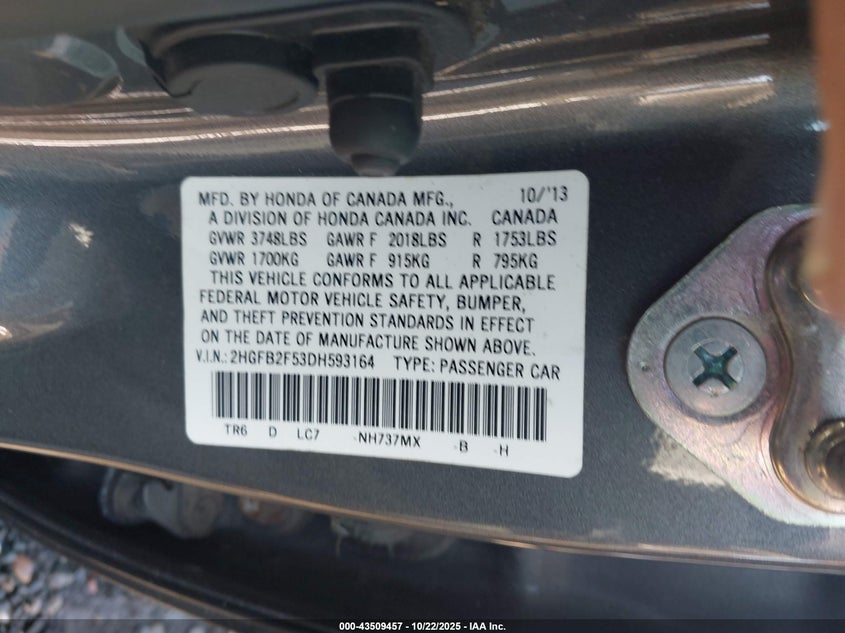 MFD. BY HONDA OF CANADA MFG., 10/'13
A DIVISION OF HONDA CANADA INC. CANADA
GVWR 3748LBS GAWR F 2018LBS R 1753LBS
GVWR 1700KG GAWR F 915KG R 795KG
THIS VEHICLE CONFORMS TO ALL APPLICABLE
FEDERAL MOTOR VEHICLE SAFETY, BUMPER,
AND THEFT PREVENTION STANDARDS IN EFFECT
ON THE DATE OF MANUFACTURE SHOWN ABOVE.
V.I.N.: 2HGFB2F53DH593164 TYPE: PASSENGER CAR
TR6 D LC7 -NH737MX -B -H
000-43509457 - 10/22/2025 - IAA Inc.